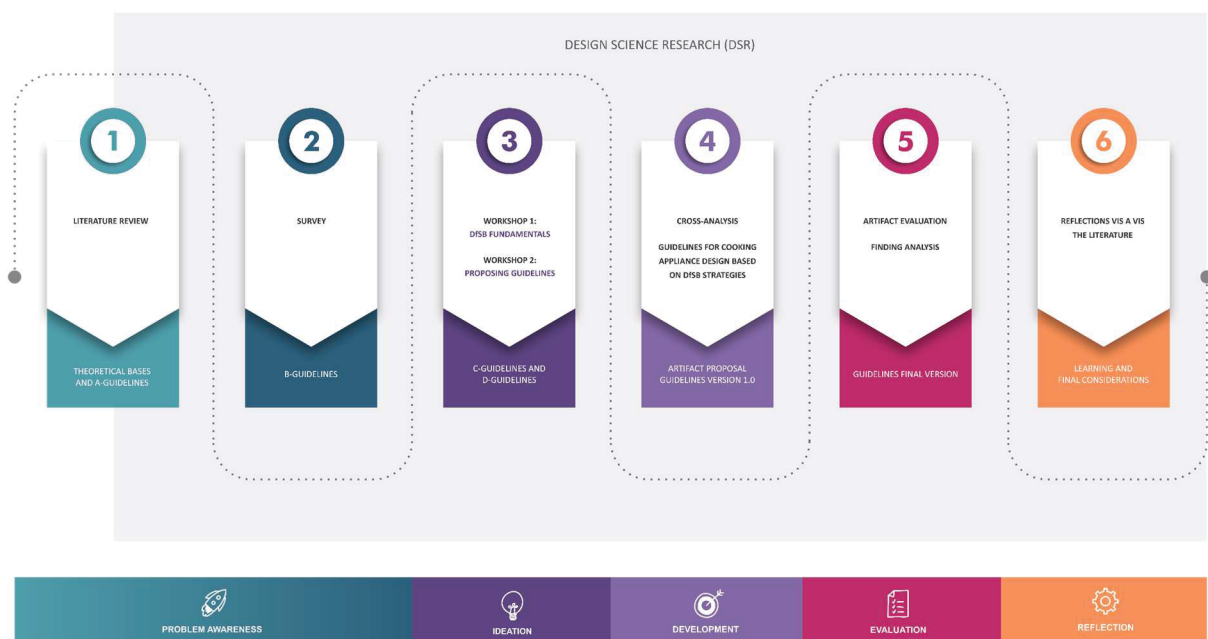 DESIGN SCIENCE RESEARCH (DSR)
1
LITERATURE REVIEW
THEORETICAL BASES
AND A-GUIDELINES
2
SURVEY
B-GUIDELINES
3
WORKSHOP 1:
DfSB FUNDAMENTALS
WORKSHOP 2:
PROPOSING GUIDELINES
C-GUIDELINES AND
D-GUIDELINES
4
CROSS-ANALYSIS
GUIDELINES FOR COOKING
APPLIANCE DESIGN BASED
ON DfSB STRATEGIES
ARTIFACT PROPOSAL
GUIDELINES VERSION 1.0
5
ARTIFACT EVALUATION
FINDING ANALYSIS
GUIDELINES FINAL VERSION
6
REFLECTIONS VIS A VIS
THE LITERATURE
LEARNING AND
FINAL CONSIDERATIONS
PROBLEM AWARENESS
IDEATION
DEVELOPMENT
EVALUATION
REFLECTION